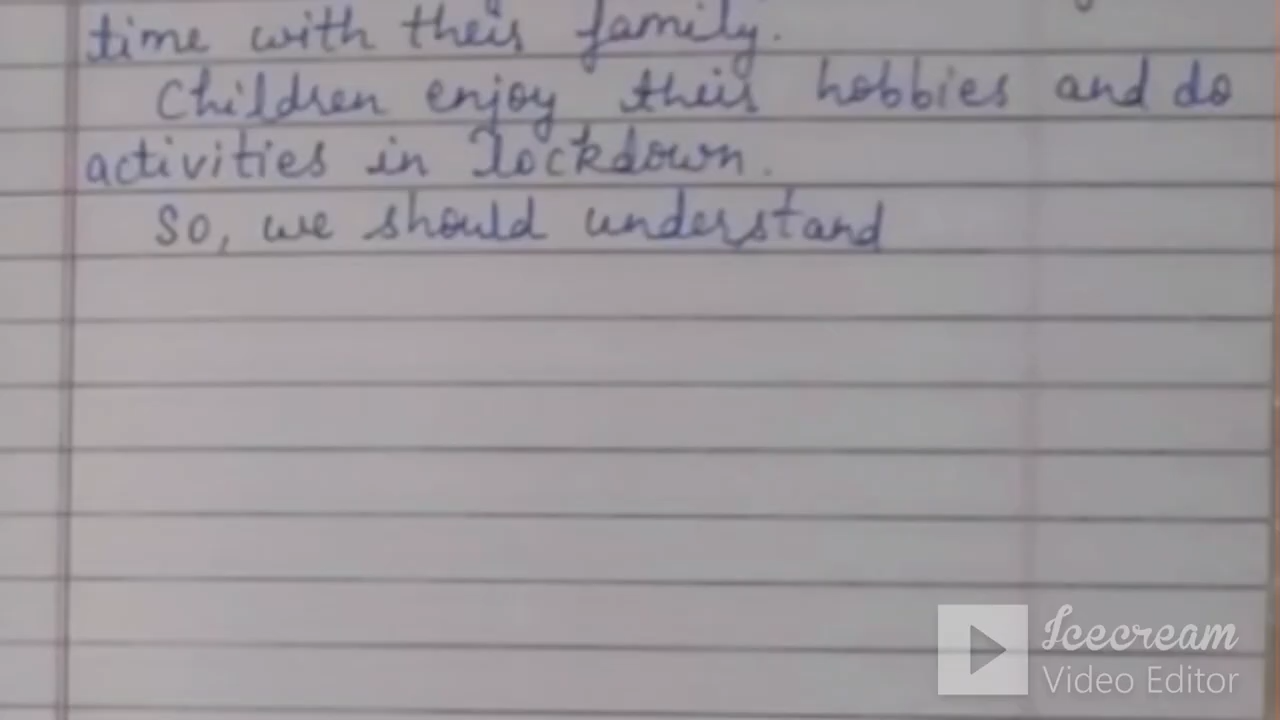 time with their family.
Children enjoy their hobbies and do
activities in lockdown.
So, we should understand
Icecream
Video Editor